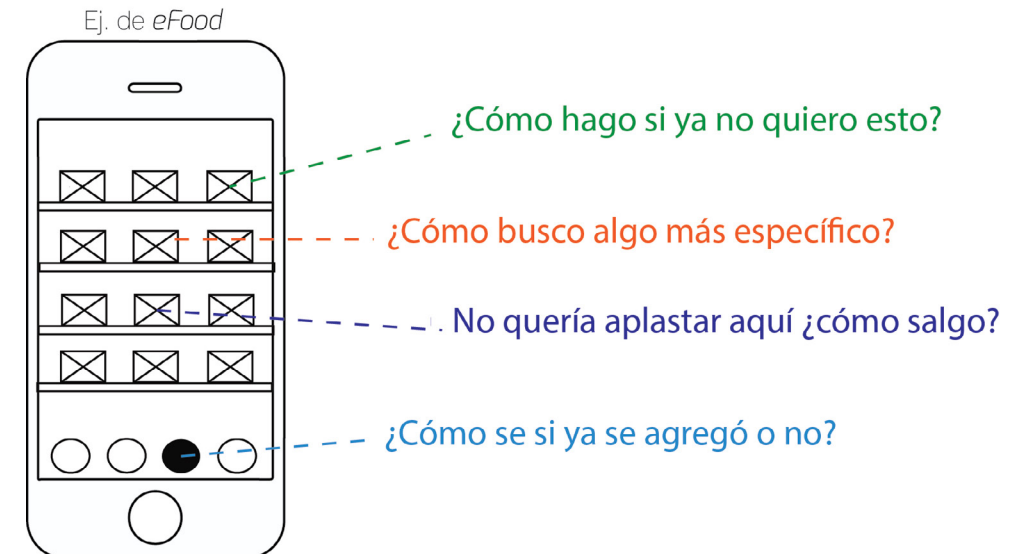 Ej. de eFood
¿Cómo hago si ya no quiero esto?
¿Cómo busco algo más específico?
No quería aplastar aquí ¿cómo salgo?
¿Cómo se si ya se agregó o no?